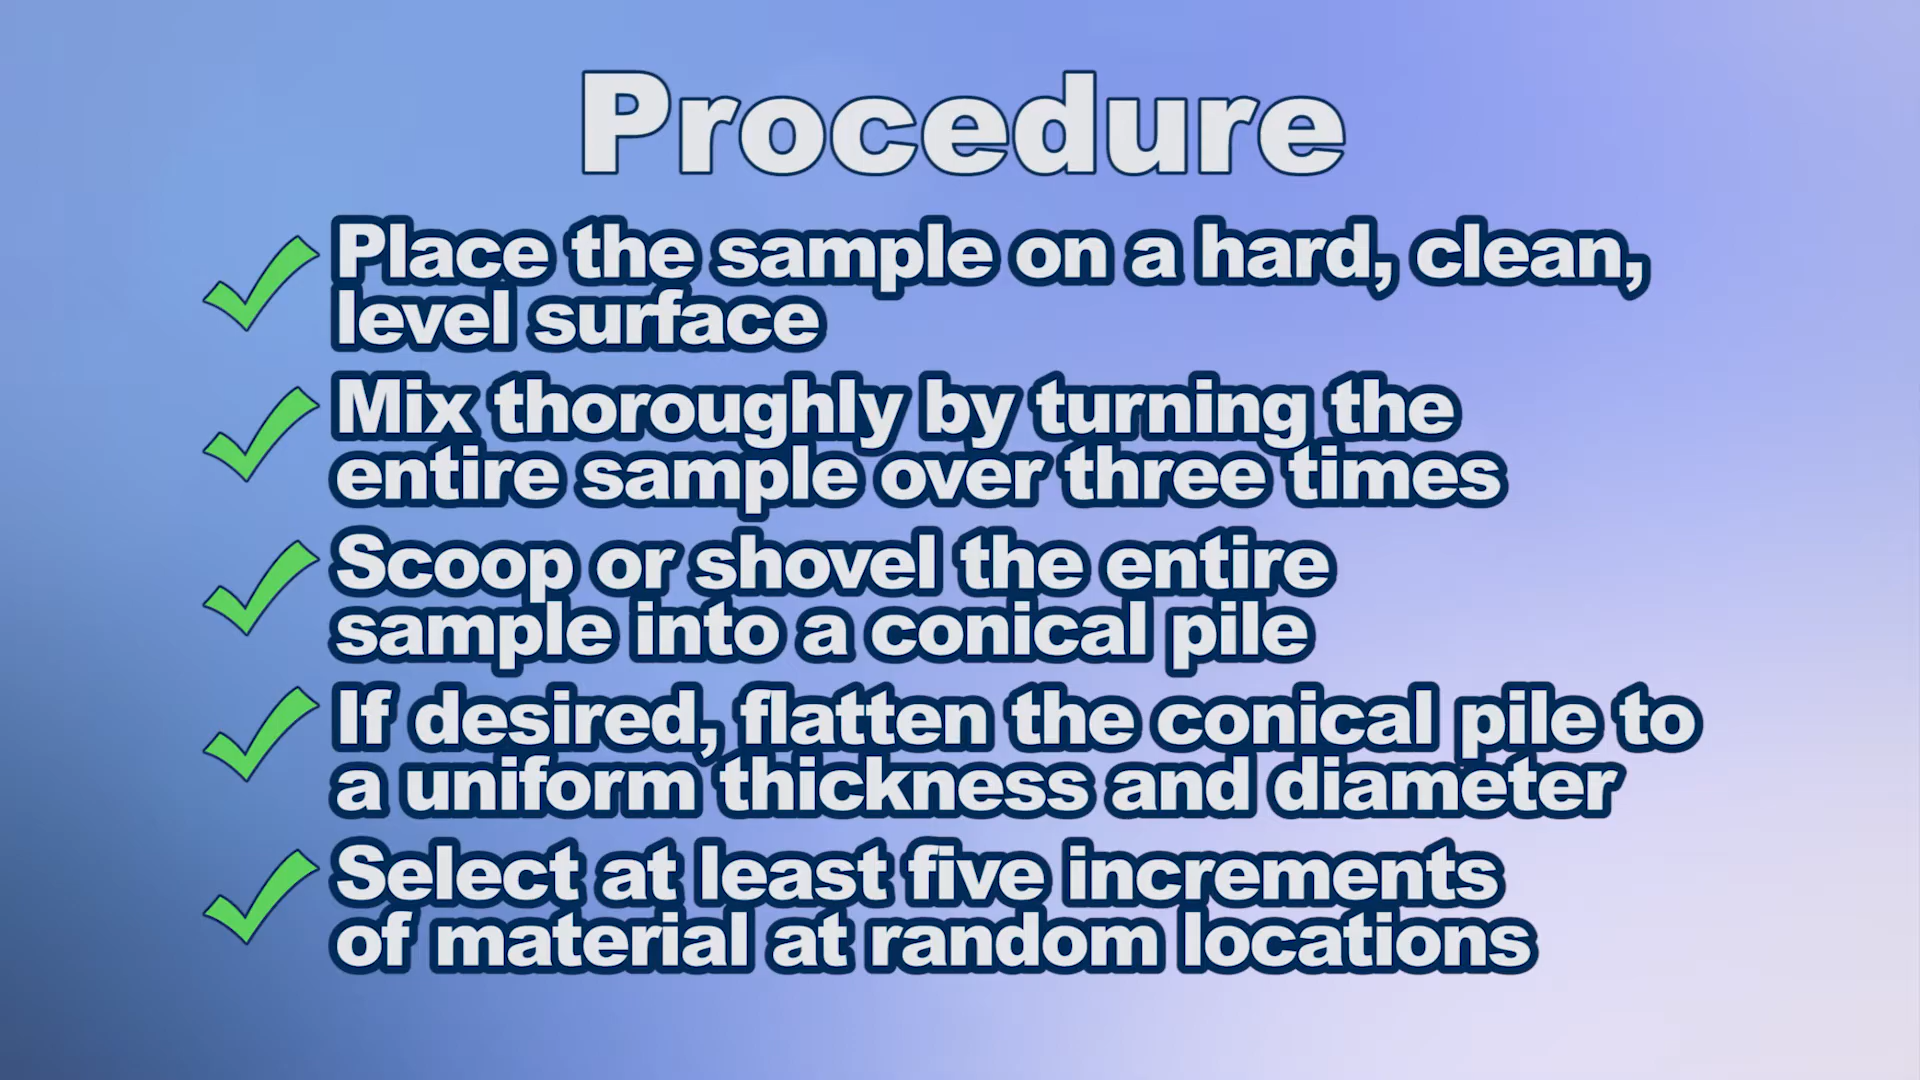 Procedure
Place the sample on a hard, clean,
level surface
Mix thoroughly by turning the
entire sample over three times
Scoop or shovel the entire
sample into a conical pile
If desired, flatten the conical pile to
a uniform thickness and diameter
Select at least five increments
of material at random locations